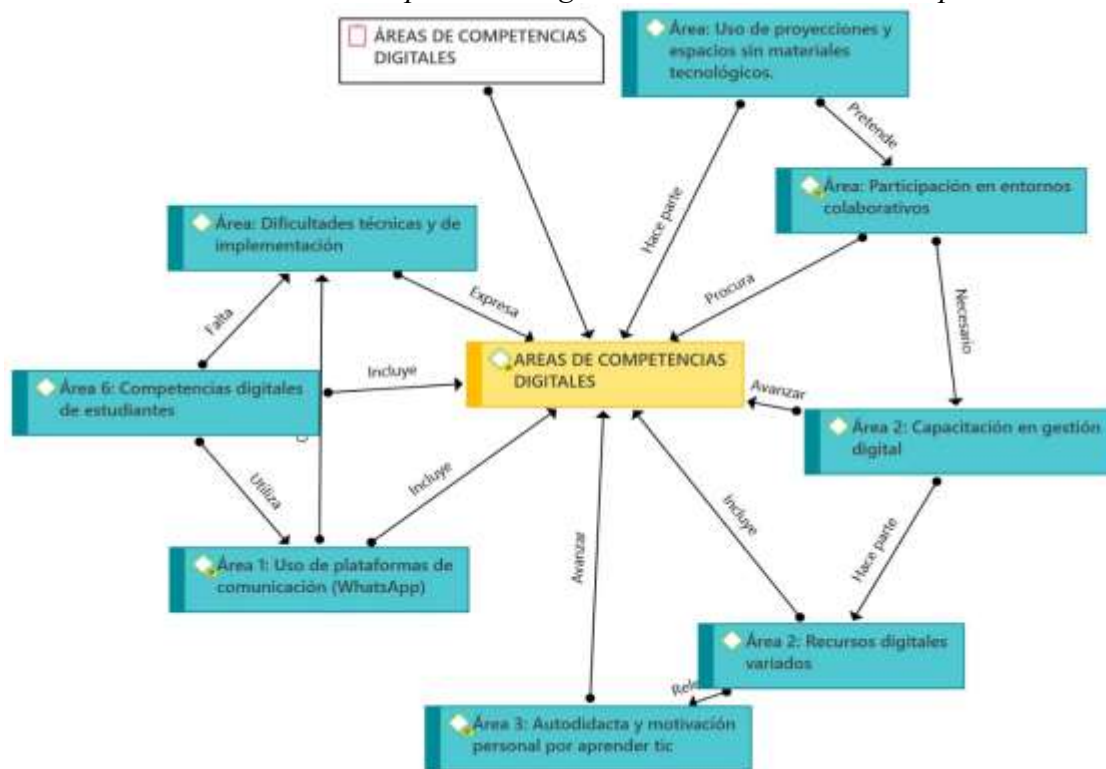 ÁREAS DE COMPETENCIAS
DIGITALES
Área: Uso de proyecciones y
espacios sin materiales
tecnológicos.
Pretende
Hace parte
Área: Participación en entornos
colaborativos
Área: Dificultades técnicas y de
implementación
Expresa
Procura
Necesario
Falta
AREAS DE COMPETENCIAS
DIGITALES
Incluye
Área 6: Competencias digitales
de estudiantes
Avanzar
Área 2: Capacitación en gestión
digital
Utiliza
Incluye
Incluye
Hace parte
Avanzar
Área 1: Uso de plataformas de
comunicación (WhatsApp)
Área 2: Recursos digitales
variados
Área 3: Autodidacta y motivación
personal por aprender tic